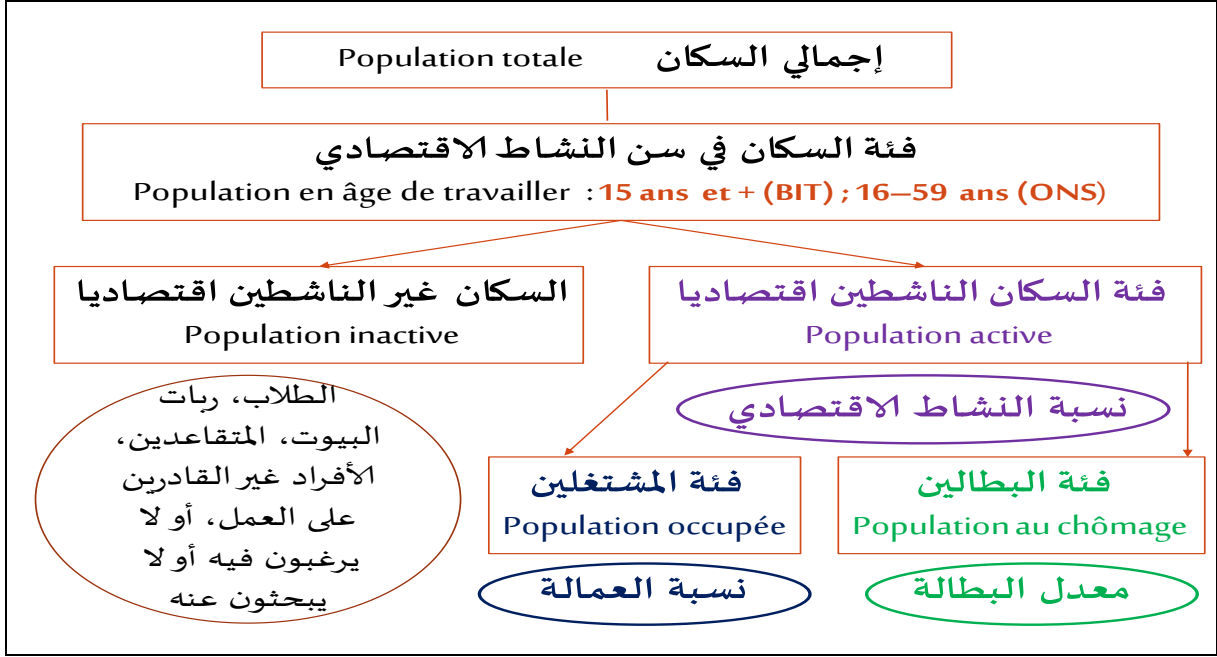 إجمالي السكان Population totale
فئة السكان في سن النشاط الاقتصادي
Population en âge de travailler : 15 ans et + (BIT) ; 16–59 ans (ONS)
فئة السكان الناشطين اقتصاديا
Population active
السكان غير الناشطين اقتصاديا
Population inactive
نسبة النشاط الاقتصادي
الطلاب، ربات
البيوت، المتقاعدين،
الأفراد غير القادرين
على العمل، أو لا
يرغبون فيه أو لا
يبحثون عنه
فئة البطالين
Population au chômage
فئة المشتغلين
Population occupée
معدل البطالة
نسبة العمالة